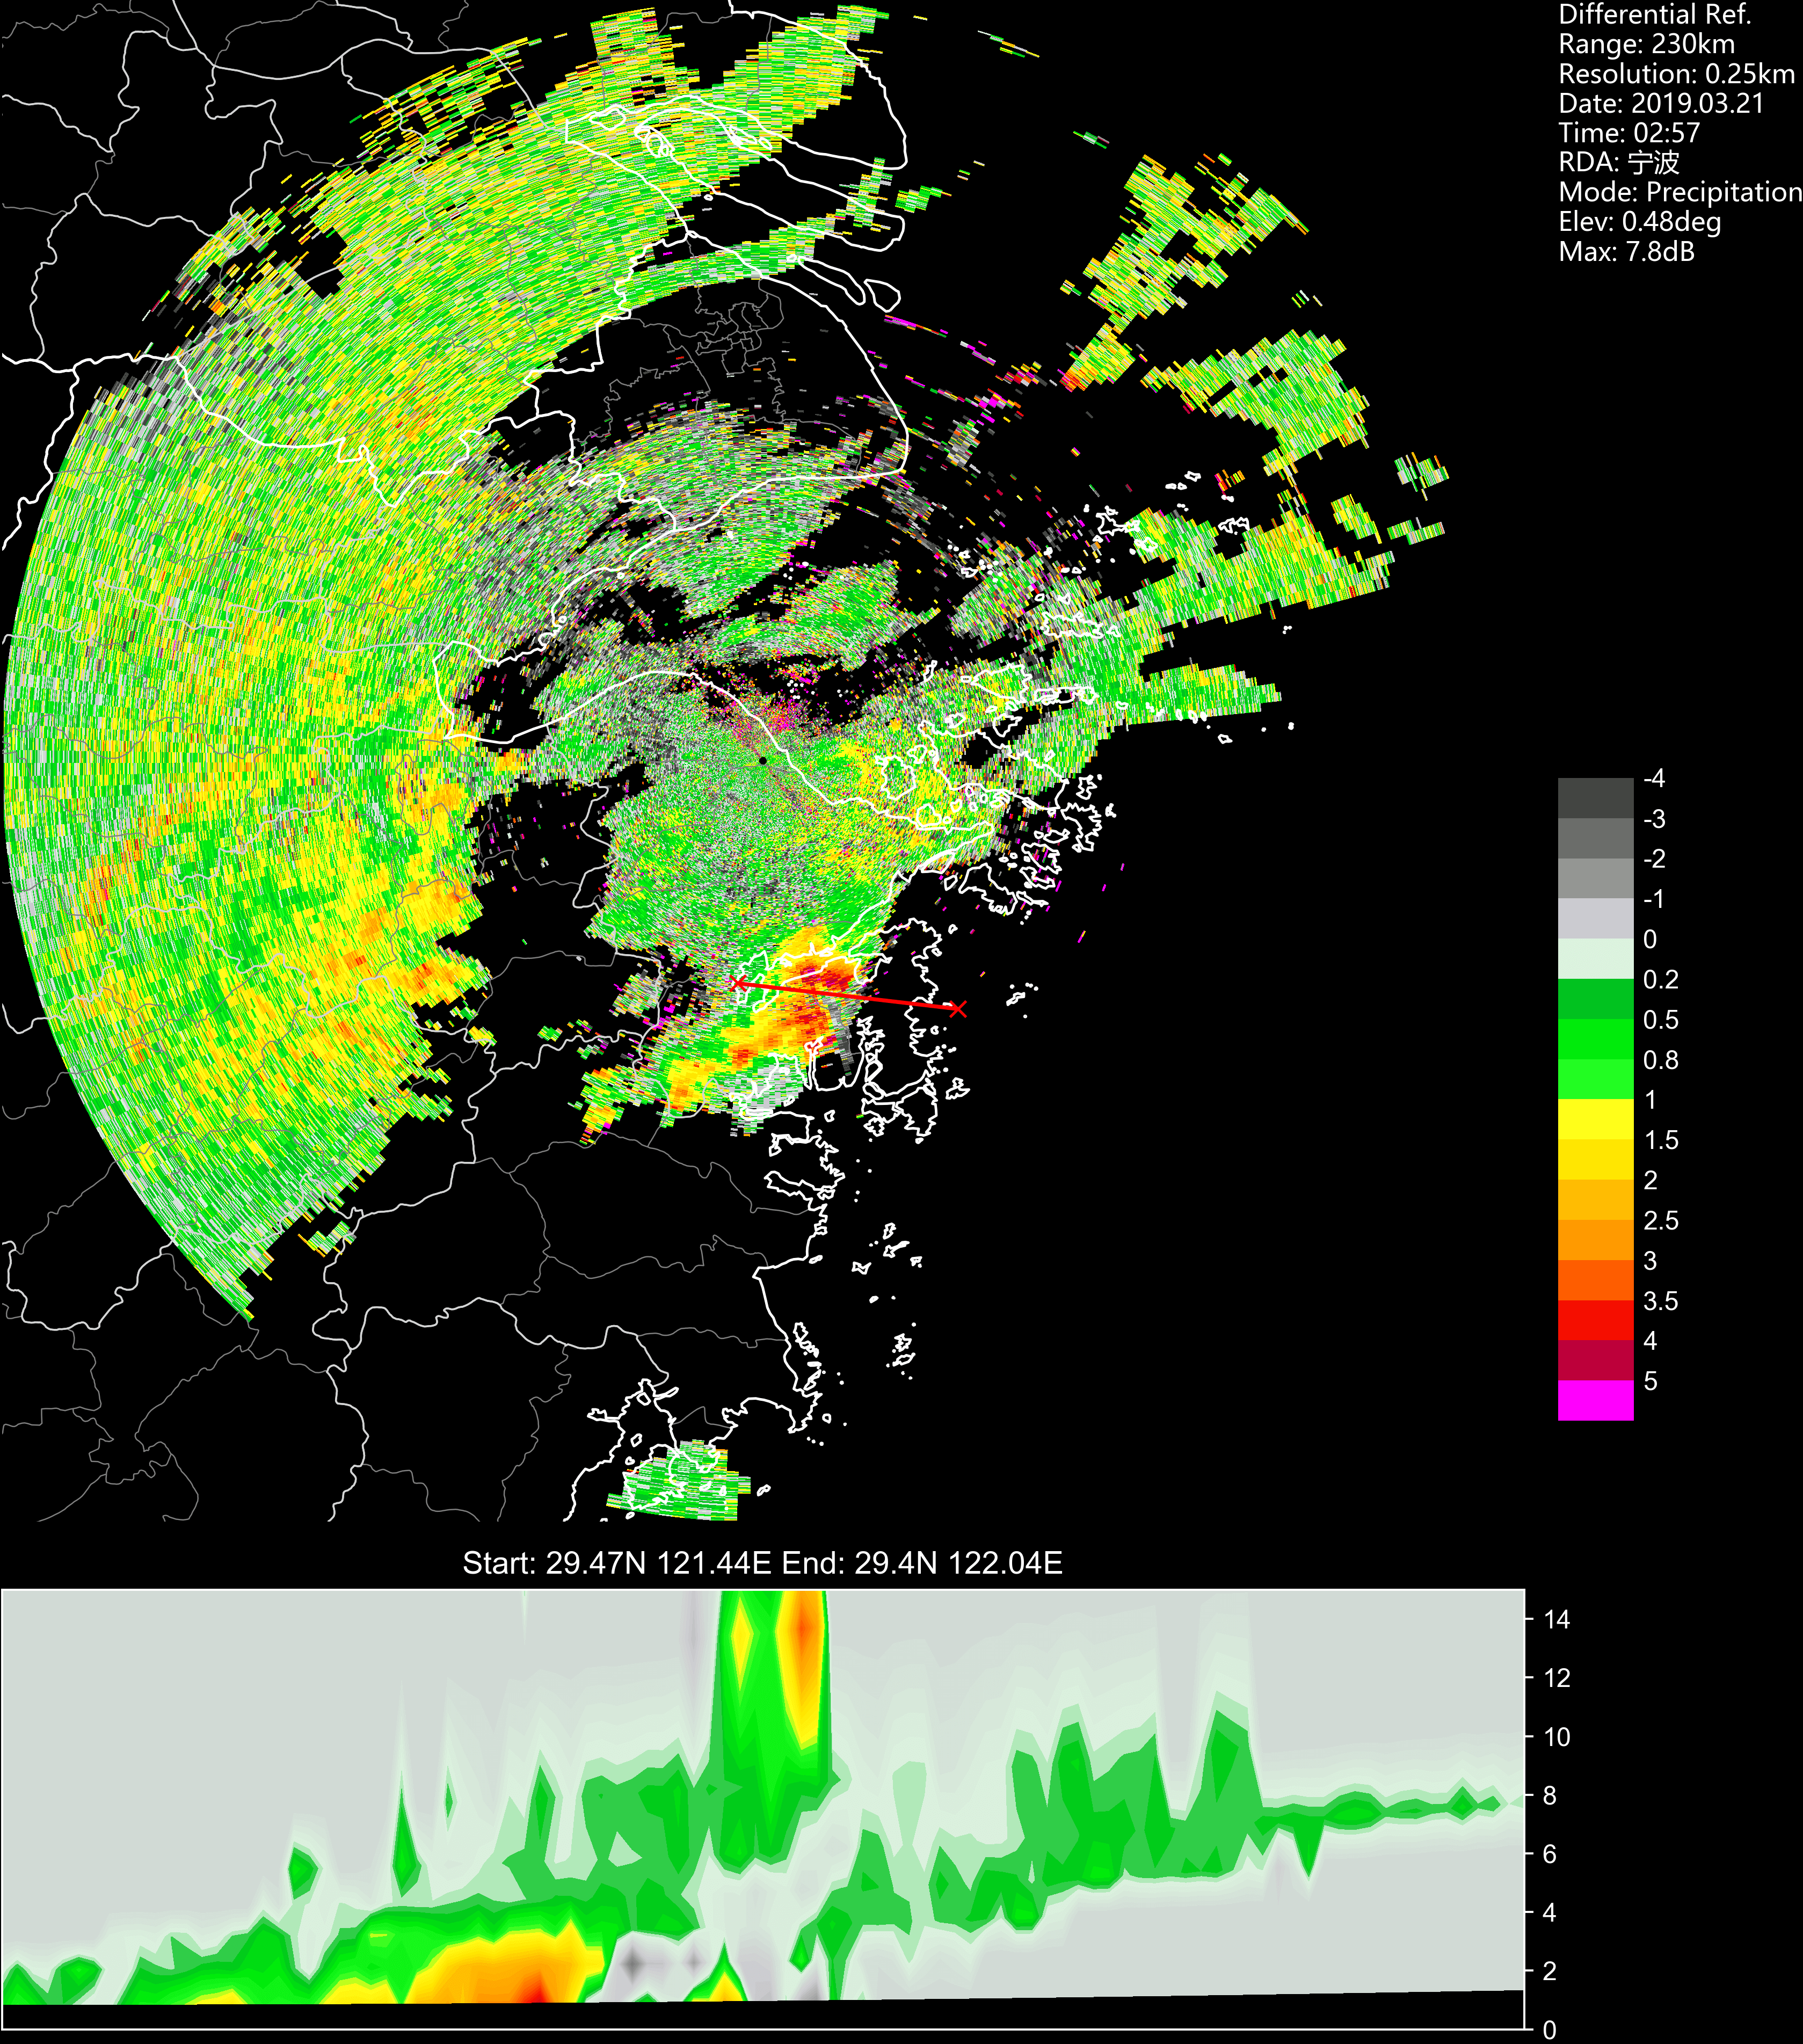 Differential Ref.
Range: 230km
Resolution: 0.25km
Date: 2019.03.21
Time: 02:57
RDA: 宁波
Mode: Precipitation
Elev: 0.48deg
Max: 7.8dB
-4
-3
-2
-1
0
0.2
0.5
0.8
1
1.5
2
2.5
3
3.5
4
5
Start: 29.47N 121.44E End: 29.4N 122.04E
14
12
10
8
6
4
2
0